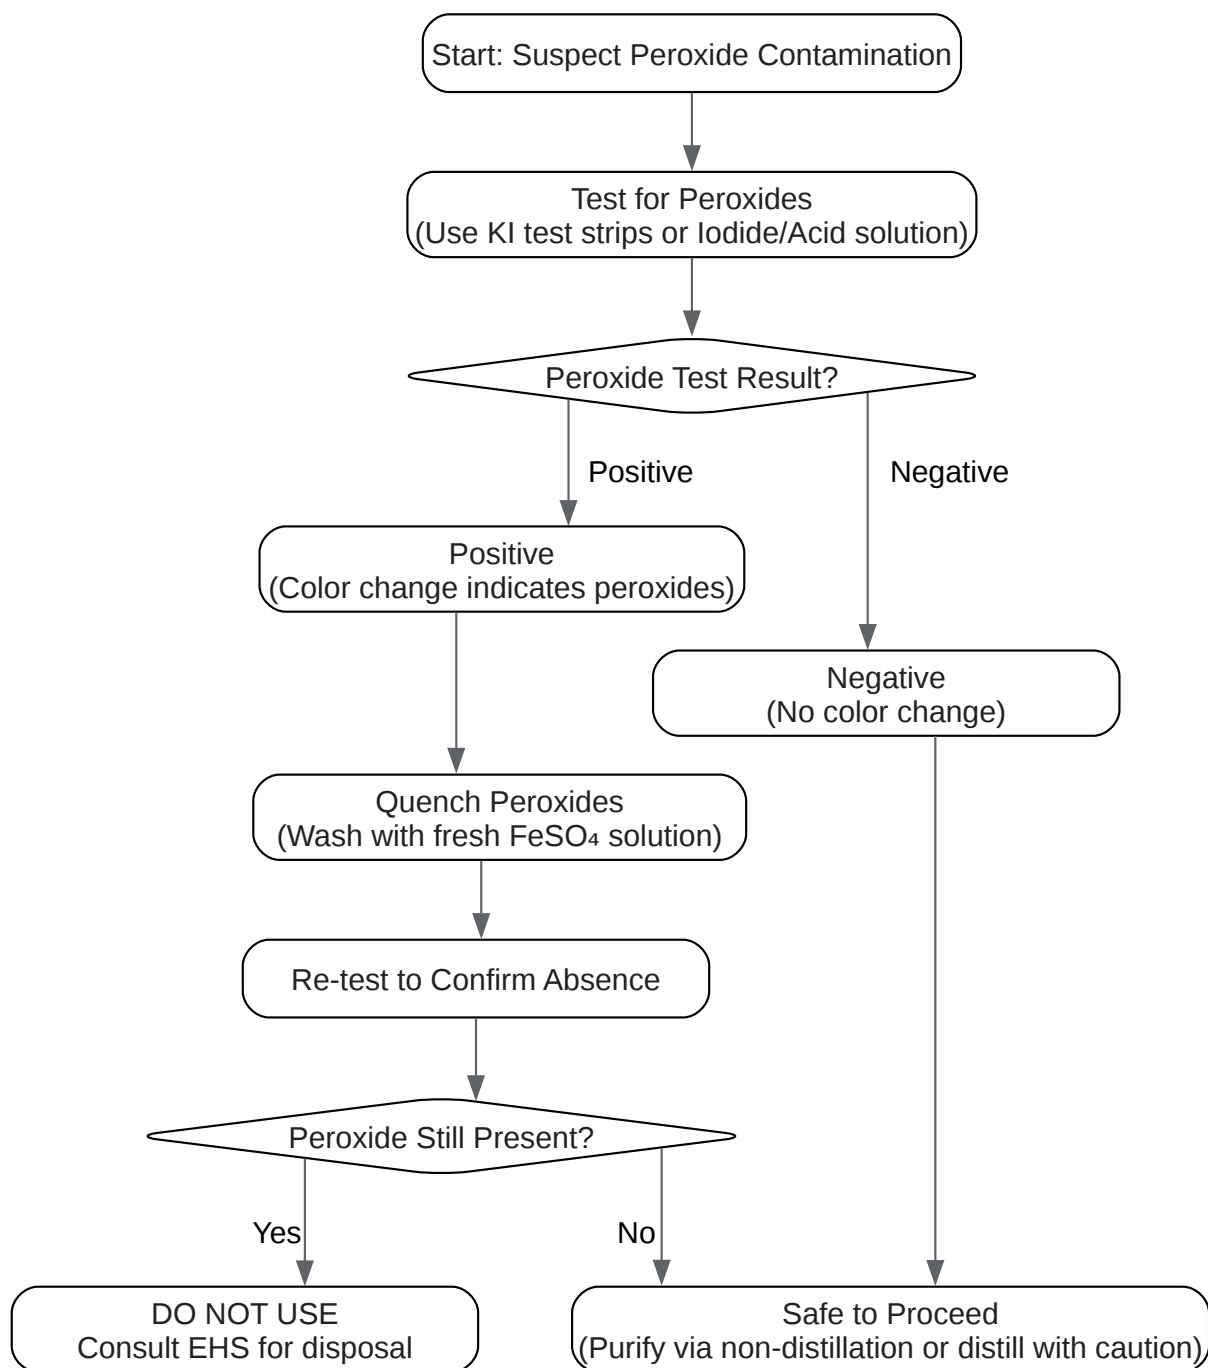 Start: Suspect Peroxide Contamination
Test for Peroxides
(Use KI test strips or Iodide/Acid solution)
Peroxide Test Result?
Positive
Negative
Positive
(Color change indicates peroxides)
Negative
(No color change)
Quench Peroxides
(Wash with fresh FeSO₄ solution)
Re-test to Confirm Absence
Peroxide Still Present?
Yes
No
DO NOT USE
Consult EHS for disposal
Safe to Proceed
(Purify via non-distillation or distill with caution)